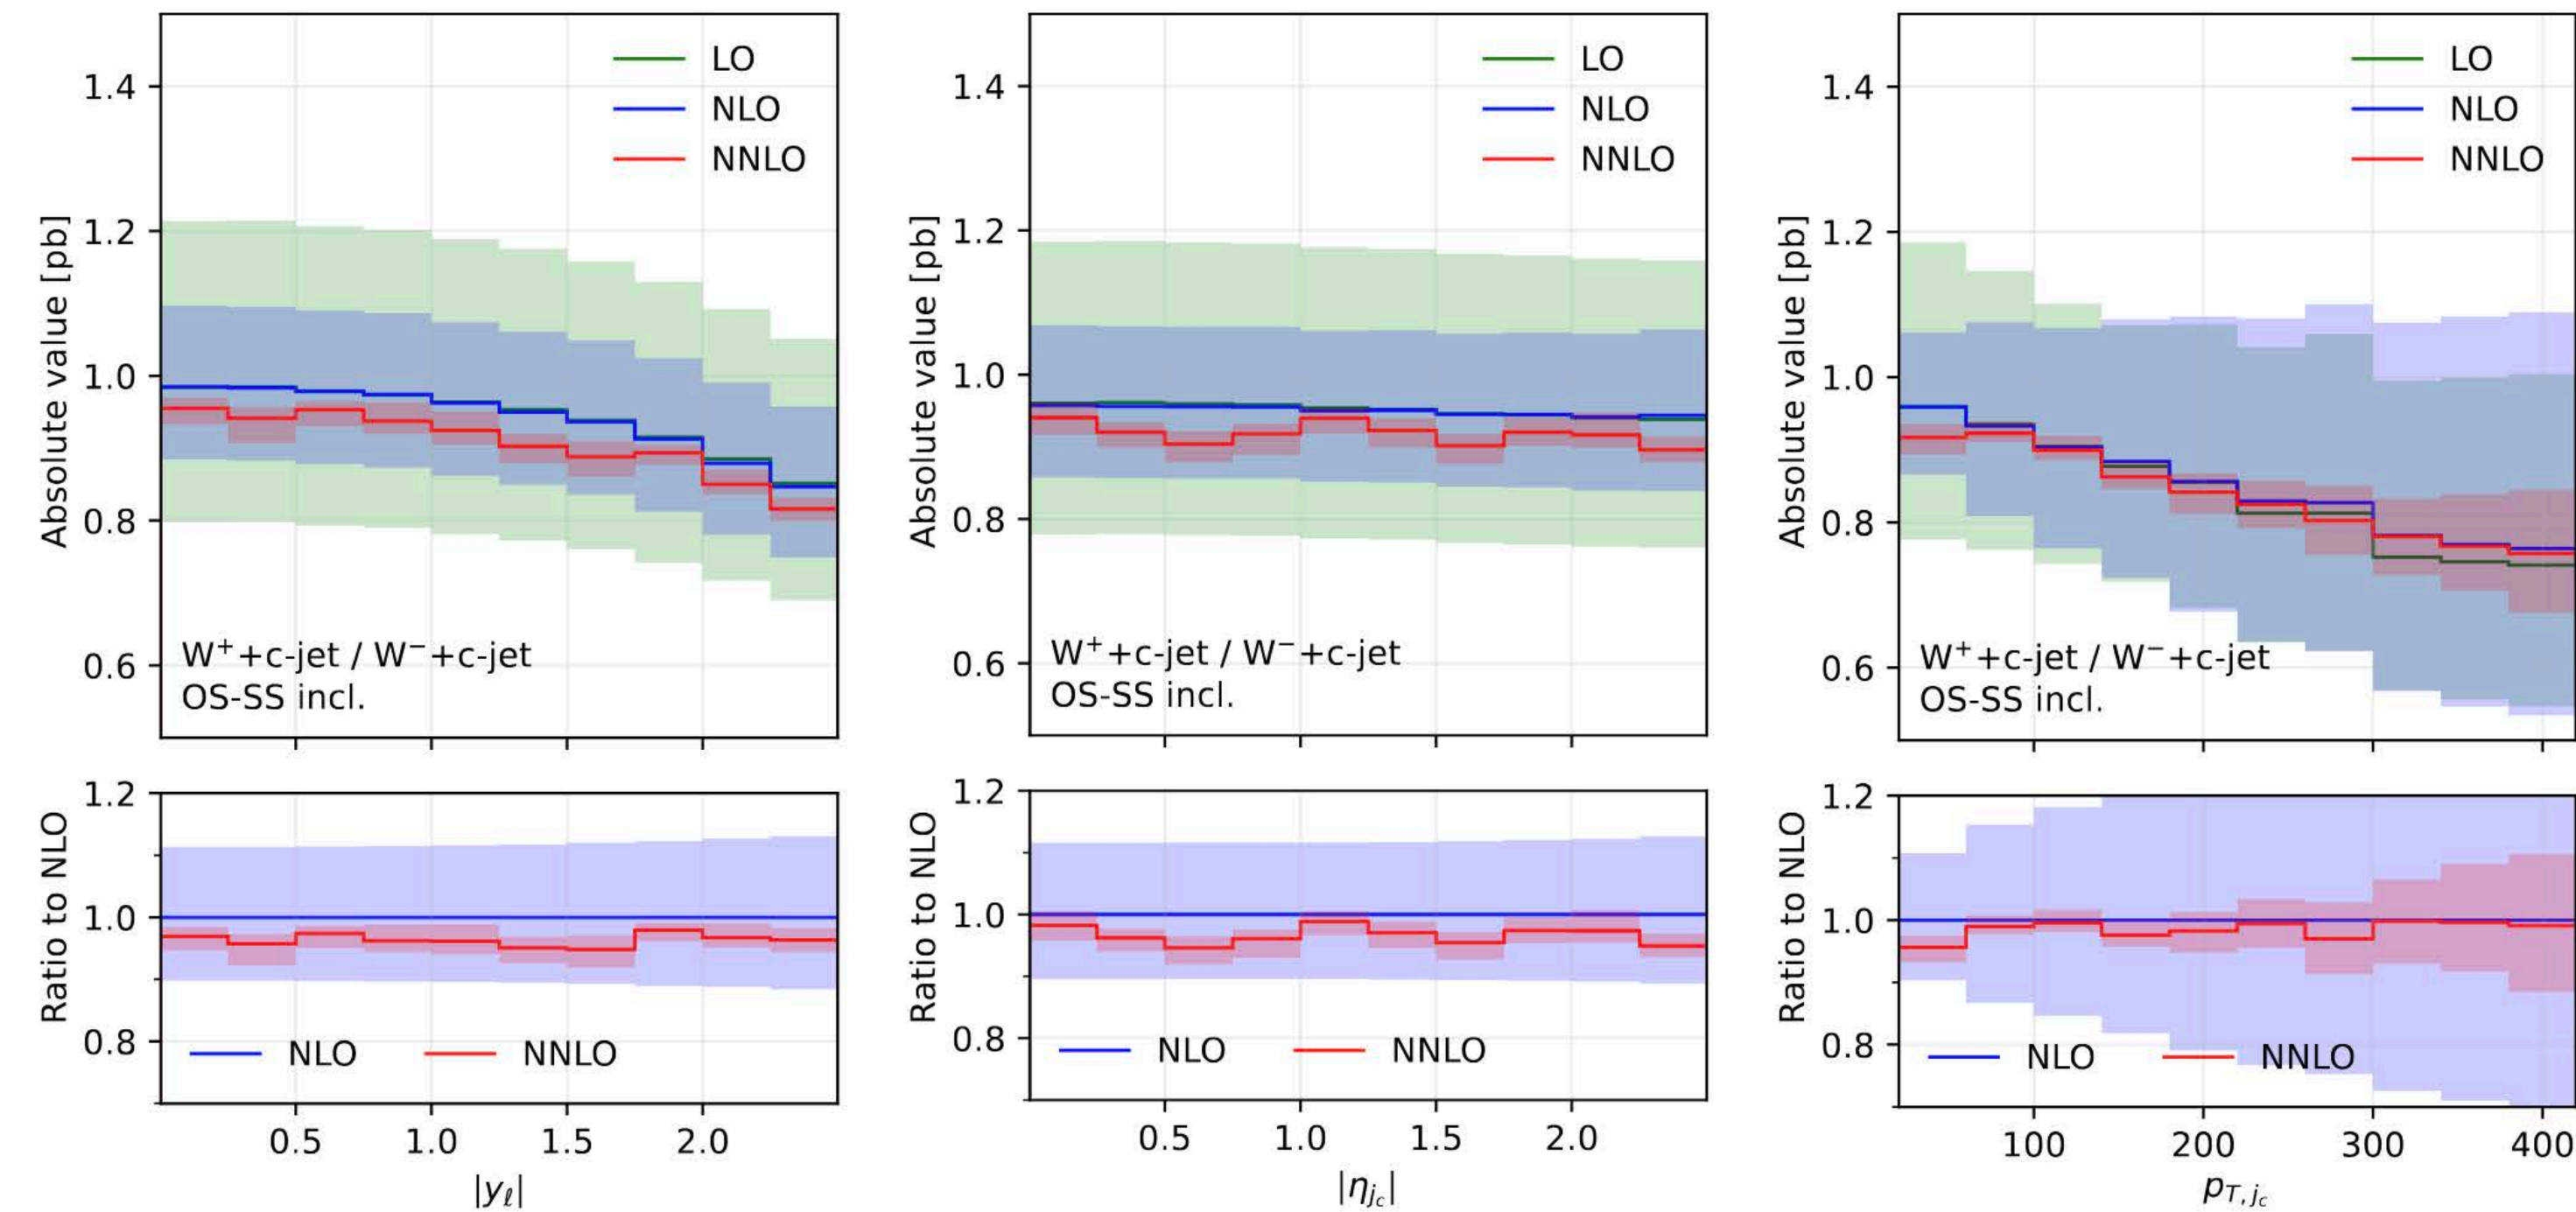 LO
NLO
NNLO
1.4
1.2
1.0
0.8
0.6
Absolute value [pb]
W⁺+c-jet / W⁻+c-jet
OS-SS incl.
1.2
1.0
0.8
Ratio to NLO
NLO
NNLO
0.5
1.0
1.5
2.0
|yℓ|
LO
NLO
NNLO
1.4
1.2
1.0
0.8
0.6
Absolute value [pb]
W⁺+c-jet / W⁻+c-jet
OS-SS incl.
1.2
1.0
0.8
Ratio to NLO
NLO
NNLO
0.5
1.0
1.5
2.0
|η_{j_c}|
LO
NLO
NNLO
1.4
1.2
1.0
0.8
0.6
Absolute value [pb]
W⁺+c-jet / W⁻+c-jet
OS-SS incl.
1.2
1.0
0.8
Ratio to NLO
NLO
NNLO
100
200
300
400
p_{T, j_c}